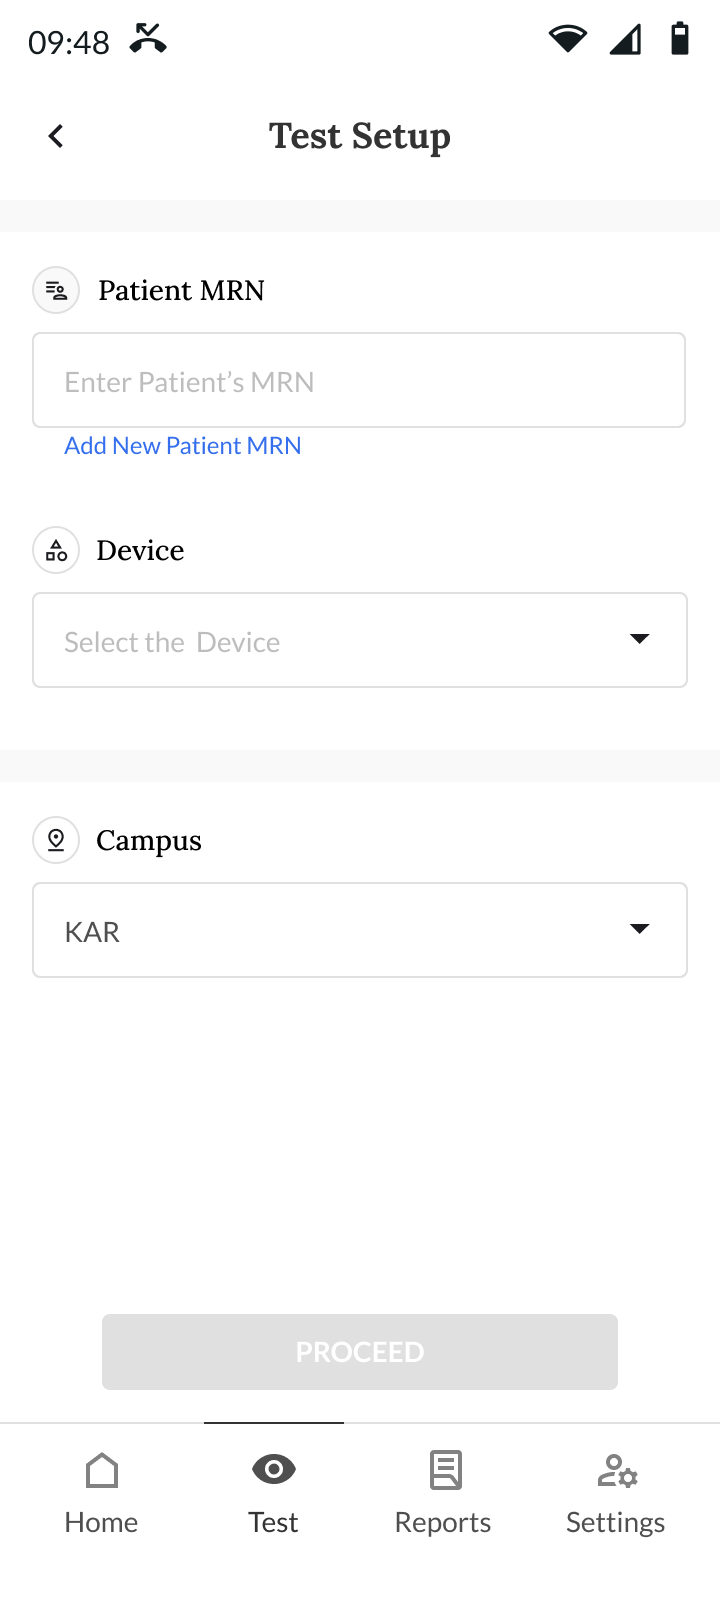 09:48
Test Setup
Patient MRN
Enter Patient’s MRN
Add New Patient MRN
Device
Select the  Device
Campus
KAR
PROCEED
Home
Test
Reports
Settings